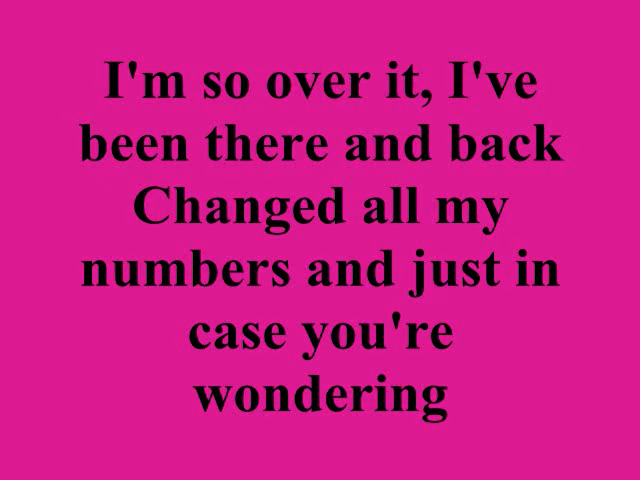 I'm so over it, I've
been there and back
Changed all my
numbers and just in
case you're
wondering